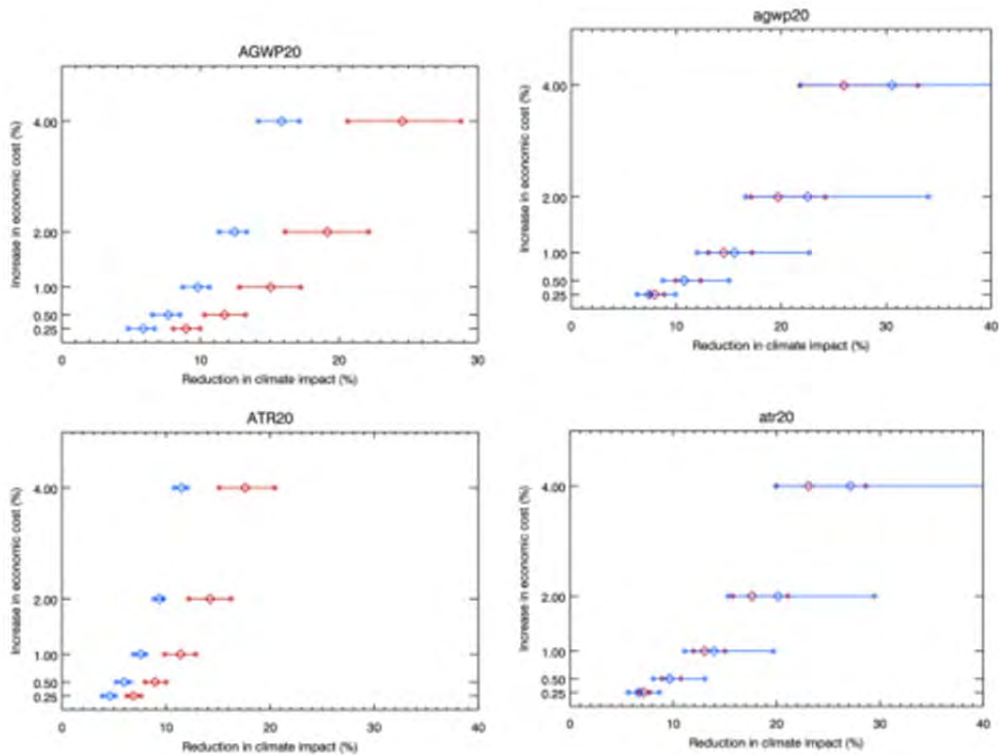 AGWP20
Increase in economic cost (%)
4.00
2.00
1.00
0.50
0.25
0 10 20 30
Reduction in climate impact (%)
agwp20
Increase in economic cost (%)
4.00
2.00
1.00
0.50
0.25
0 10 20 30 40
Reduction in climate impact (%)
ATR20
Increase in economic cost (%)
4.00
2.00
1.00
0.50
0.25
0 10 20 30 40
Reduction in climate impact (%)
atr20
Increase in economic cost (%)
4.00
2.00
1.00
0.50
0.25
0 10 20 30 40
Reduction in climate impact (%)